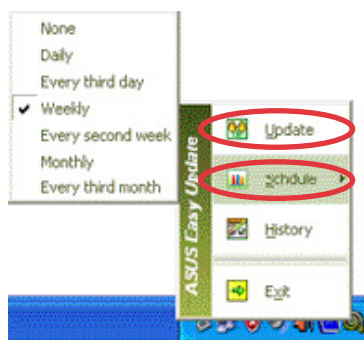 None
Daily
Every third day
Weekly
Every second week
Monthly
Every third month
ASUS Easy Update
Update
Schdule
History
Exit